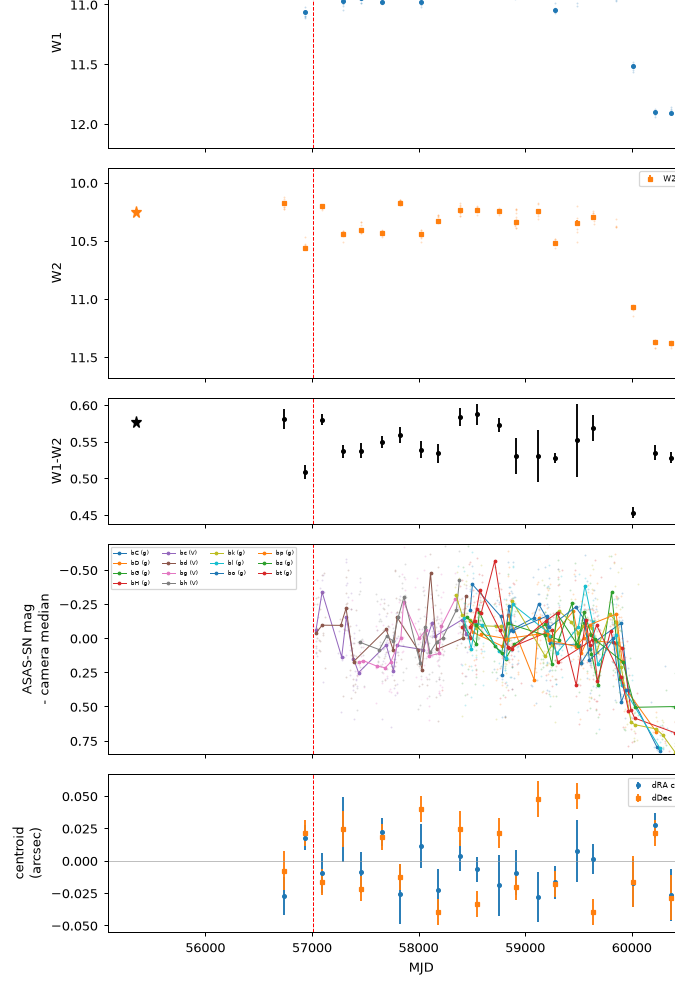 11.0
11.5
12.0
W1
10.0
10.5
11.0
11.5
W2
W2
0.60
0.55
0.50
0.45
W1-W2
−0.50
−0.25
0.00
0.25
0.50
0.75
ASAS-SN mag
- camera median
bC (g) bc (V) bk (g) bp (g)
bD (g) bd (V) bl (g) bs (g)
bG (g) bg (V) bo (g) bt (g)
bH (g) bh (V)
0.050
0.025
0.000
−0.025
−0.050
centroid
(arcsec)
dRA c
dDec
56000 57000 58000 59000 60000
MJD